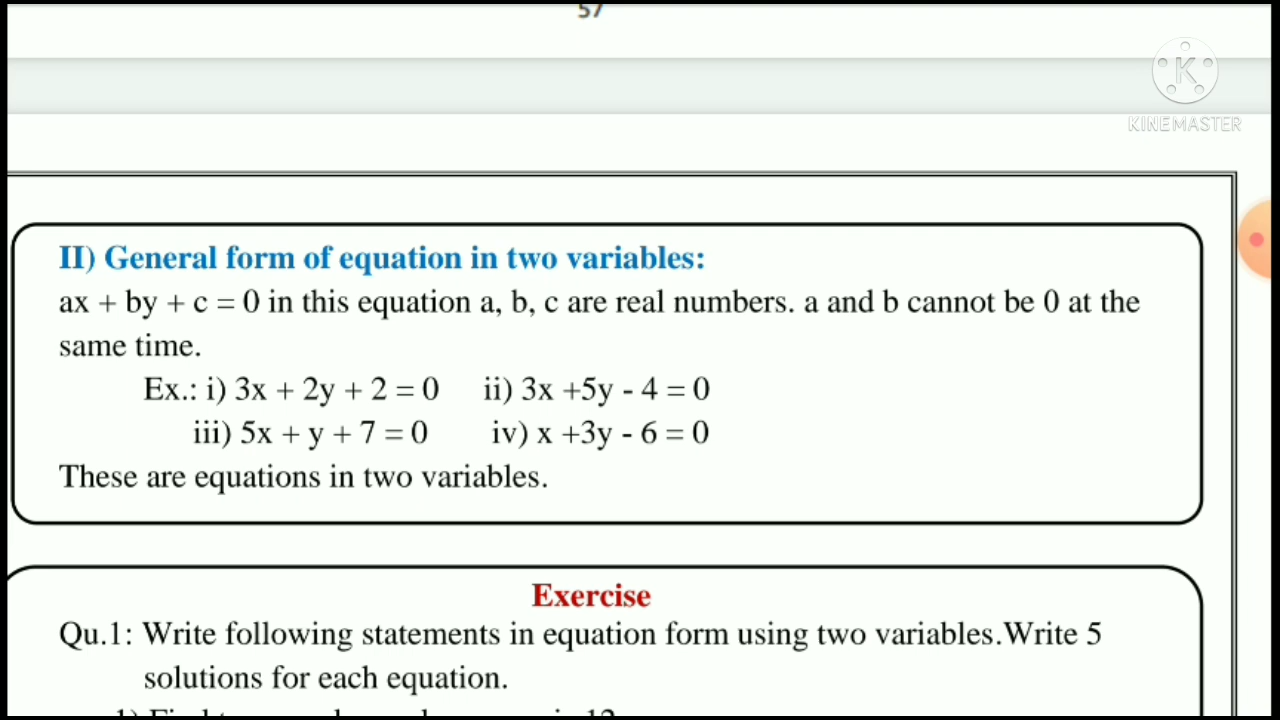 57
KINEMASTER
II) General form of equation in two variables:
ax + by + c = 0 in this equation a, b, c are real numbers. a and b cannot be 0 at the
same time.
Ex.: i) 3x + 2y + 2 = 0 ii) 3x +5y - 4 = 0
iii) 5x + y + 7 = 0 iv) x +3y - 6 = 0
These are equations in two variables.
Exercise
Qu.1: Write following statements in equation form using two variables.Write 5
solutions for each equation.